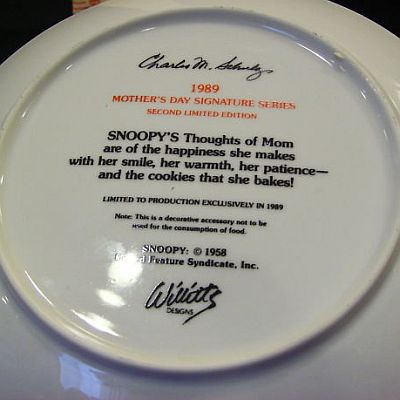 Charles M. Schulz
1989
MOTHER'S DAY SIGNATURE SERIES
SECOND LIMITED EDITION
SNOOPY'S Thoughts of Mom
are of the happiness she makes
with her smile, her warmth, her patience—
and the cookies that she bakes!
LIMITED TO PRODUCTION EXCLUSIVELY IN 1989
Note: This is a decorative accessory not to be
used for the consumption of food.
SNOOPY: © 1958
Feature Syndicate, Inc.
Willitts
DESIGNS